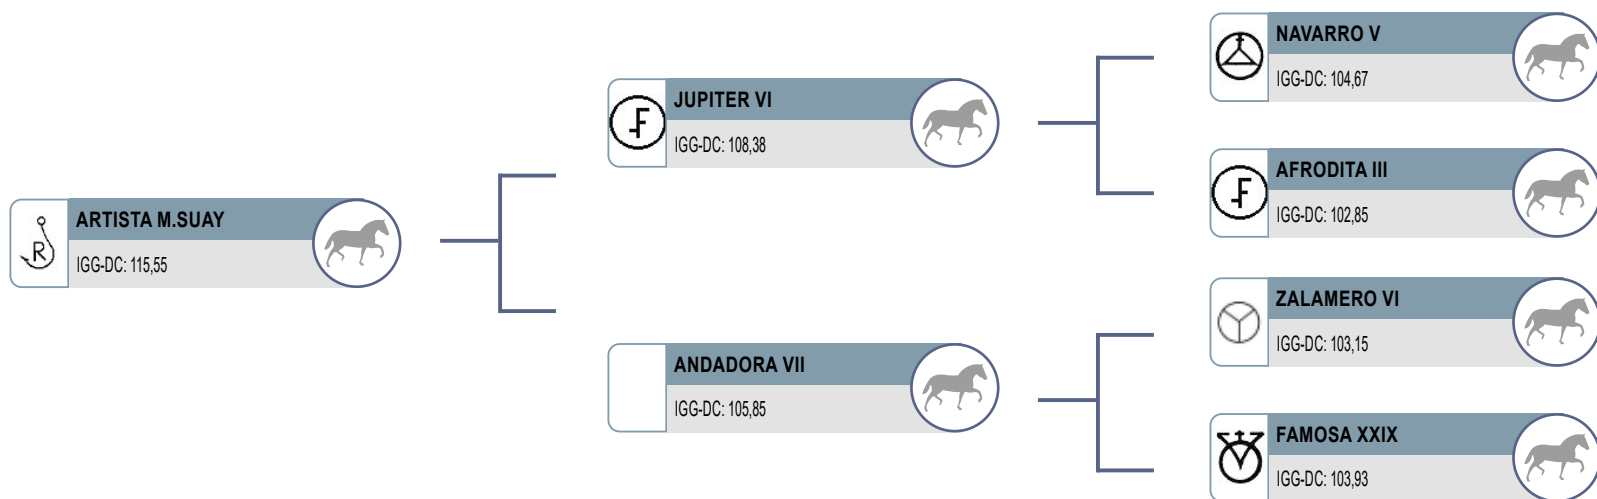 ARTISTA M.SUAY
IGG-DC: 115,55
JUPITER VI
IGG-DC: 108,38
ANDADORA VII
IGG-DC: 105,85
NAVARRO V
IGG-DC: 104,67
AFRODITA III
IGG-DC: 102,85
ZALAMERO VI
IGG-DC: 103,15
FAMOSA XXIX
IGG-DC: 103,93